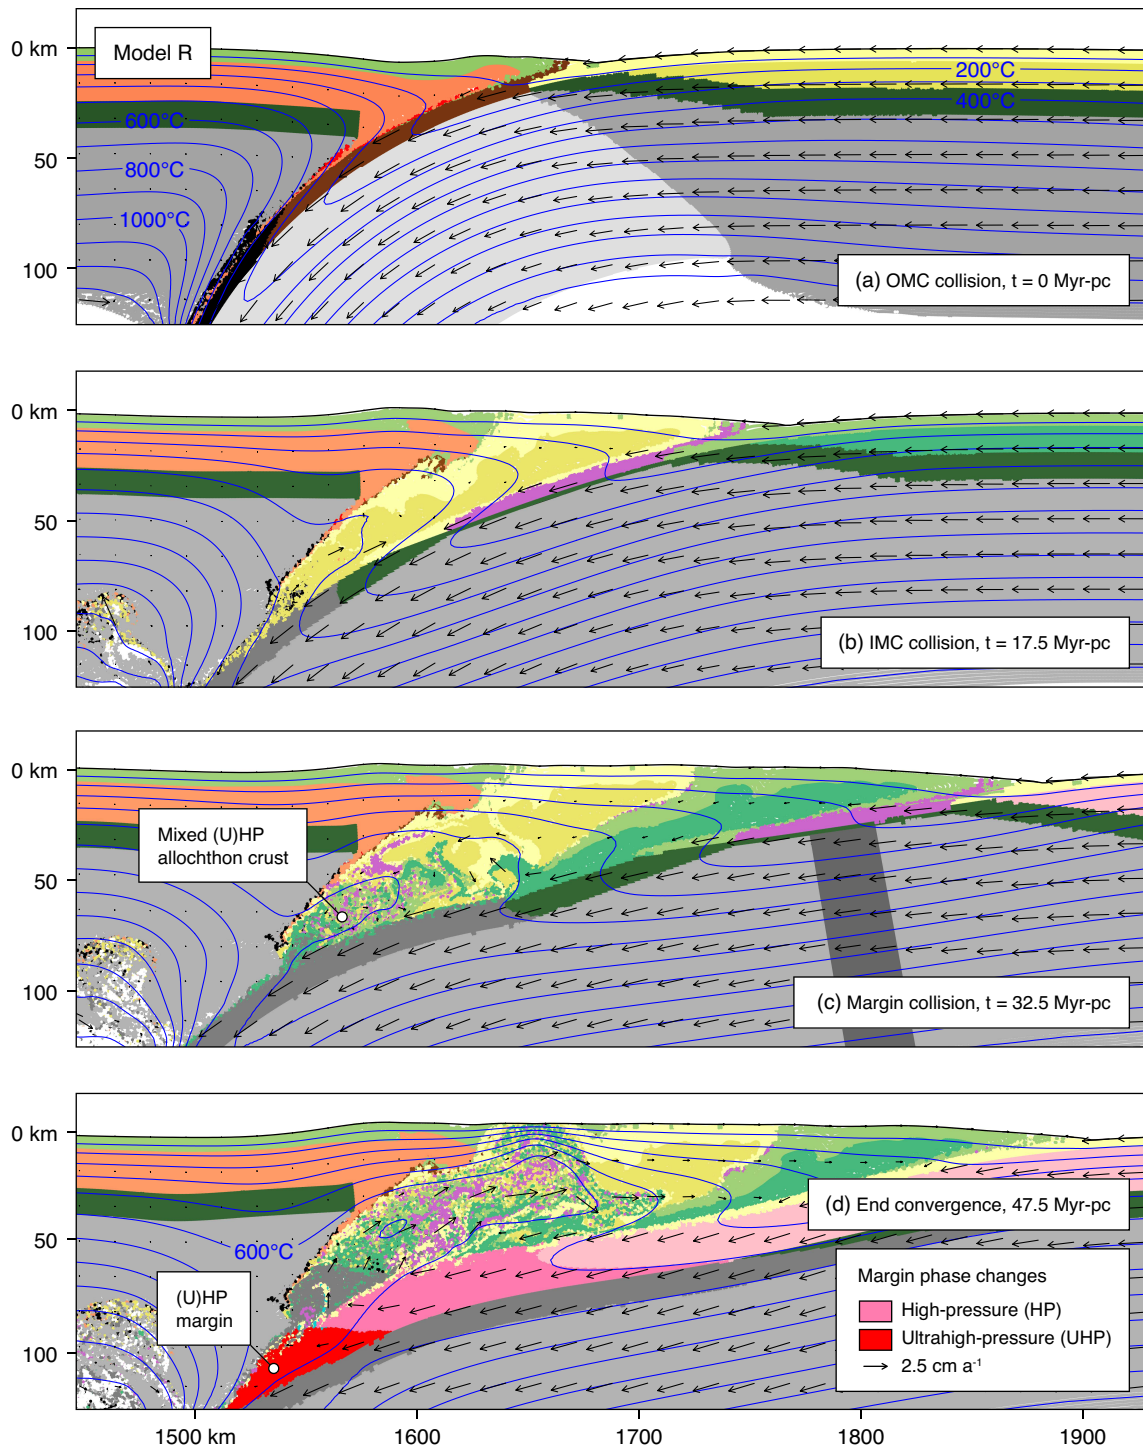 0 km
Model R
200°C
400°C
600°C
50
800°C
1000°C
100
(a) OMC collision, t = 0 Myr-pc
0 km
50
100
(b) IMC collision, t = 17.5 Myr-pc
0 km
Mixed (U)HP
allochthon crust
50
100
(c) Margin collision, t = 32.5 Myr-pc
0 km
(d) End convergence, 47.5 Myr-pc
50
600°C
(U)HP
margin
100
Margin phase changes
High-pressure (HP)
Ultrahigh-pressure (UHP)
2.5 cm a⁻¹
1500 km
1600
1700
1800
1900